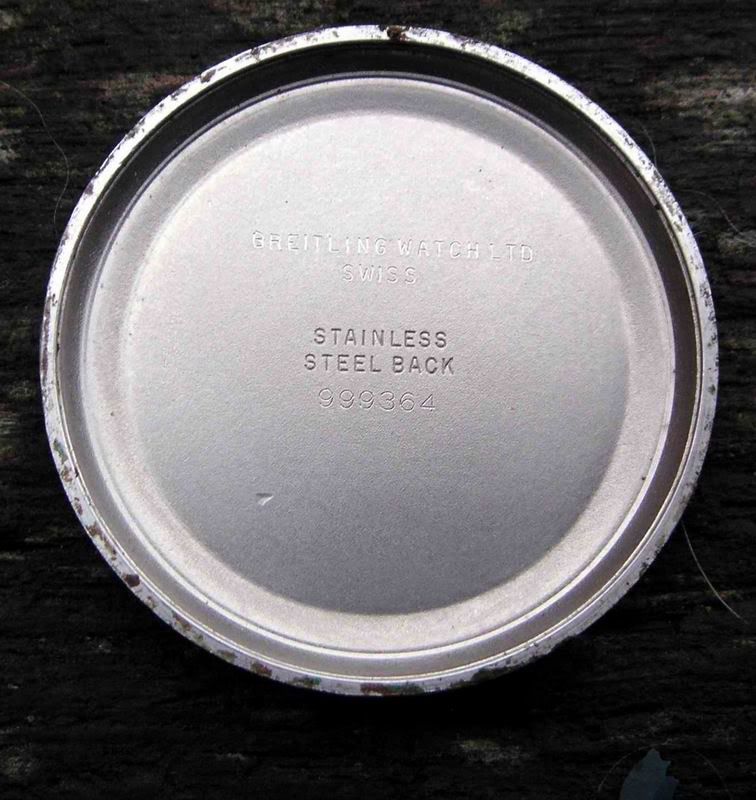 BREITLING WATCH LTD
SWISS
STAINLESS
STEEL BACK
999364